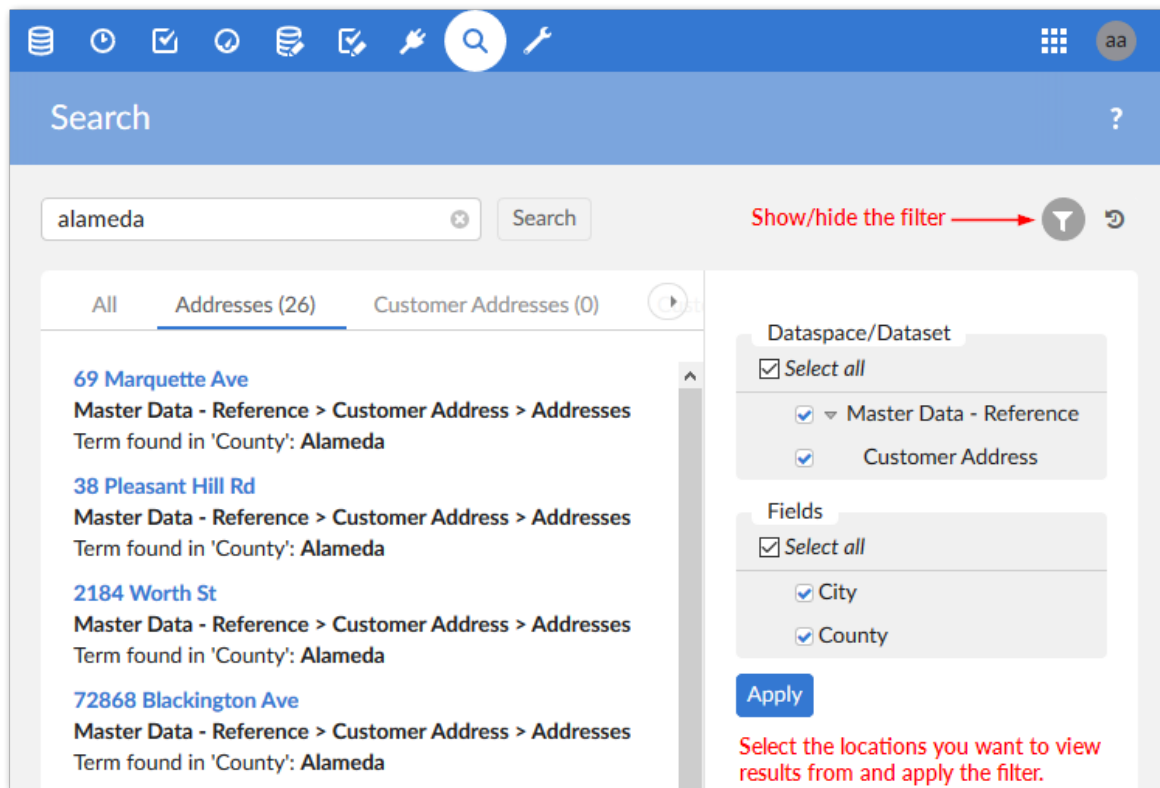 aa
Search
?
alameda
Search
Show/hide the filter
All
Addresses (26)
Customer Addresses (0)
69 Marquette Ave
Master Data - Reference > Customer Address > Addresses
Term found in 'County': Alameda
38 Pleasant Hill Rd
Master Data - Reference > Customer Address > Addresses
Term found in 'County': Alameda
2184 Worth St
Master Data - Reference > Customer Address > Addresses
Term found in 'County': Alameda
72868 Blackington Ave
Master Data - Reference > Customer Address > Addresses
Term found in 'County': Alameda
Dataspace/Dataset
Select all
Master Data - Reference
Customer Address
Fields
Select all
City
County
Apply
Select the locations you want to view
results from and apply the filter.